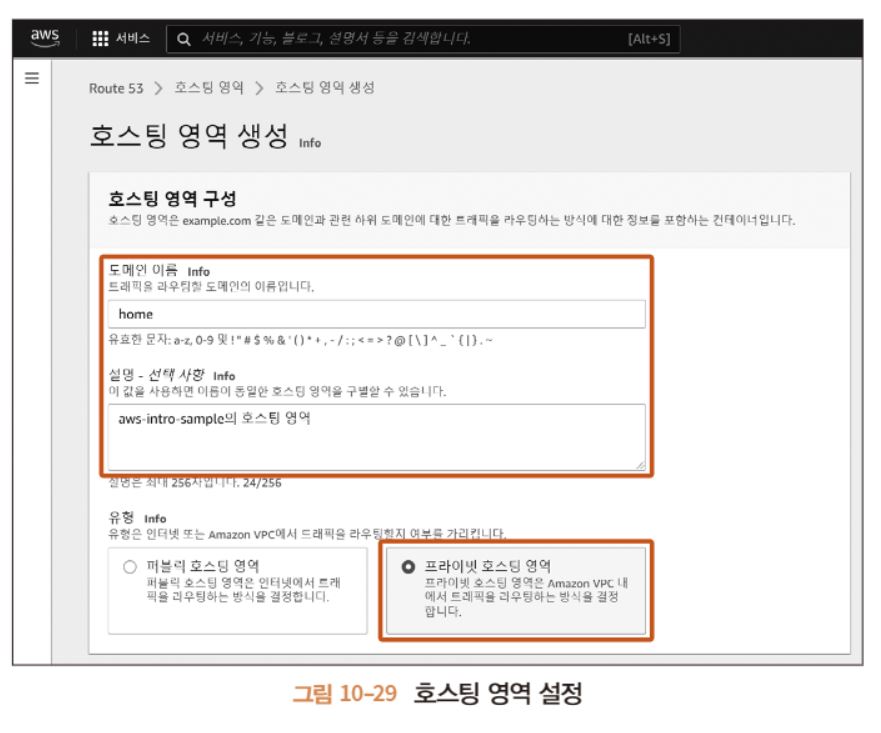 aws 서비스 서비스, 기능, 블로그, 설명서 등을 검색합니다. [Alt+S]
Route 53 > 호스팅 영역 > 호스팅 영역 생성
호스팅 영역 생성 Info
호스팅 영역 구성
호스팅 영역은 example.com 같은 도메인과 관련 하위 도메인에 대한 트래픽을 라우팅하는 방식에 대한 정보를 포함하는 컨테이너입니다.
도메인 이름 Info
트래픽을 라우팅할 도메인의 이름입니다.
home
유효한 문자: a-z, 0-9 및 ! " # $ % & ' ( ) * + , - / : ; < = > ? @ [ \ ] ^ _ ` { | } . ~
설명 - 선택 사항 Info
이 값을 사용하면 이름이 동일한 호스팅 영역을 구별할 수 있습니다.
aws-intro-sample의 호스팅 영역
설명은 최대 256자입니다. 24/256
유형 Info
유형은 인터넷 또는 Amazon VPC에서 트래픽을 라우팅할지 여부를 가리킵니다.
퍼블릭 호스팅 영역
퍼블릭 호스팅 영역은 인터넷에서 트래
픽을 라우팅하는 방식을 결정합니다.
프라이빗 호스팅 영역
프라이빗 호스팅 영역은 Amazon VPC 내
에서 트래픽을 라우팅하는 방식을 결정
합니다.
그림 10-29 호스팅 영역 설정